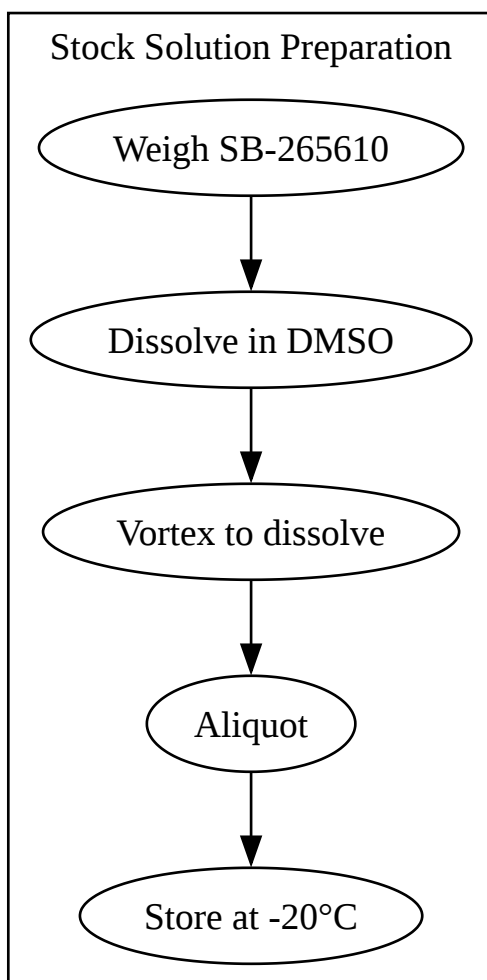 Stock Solution Preparation
Weigh SB-265610
Dissolve in DMSO
Vortex to dissolve
Aliquot
Store at -20°C